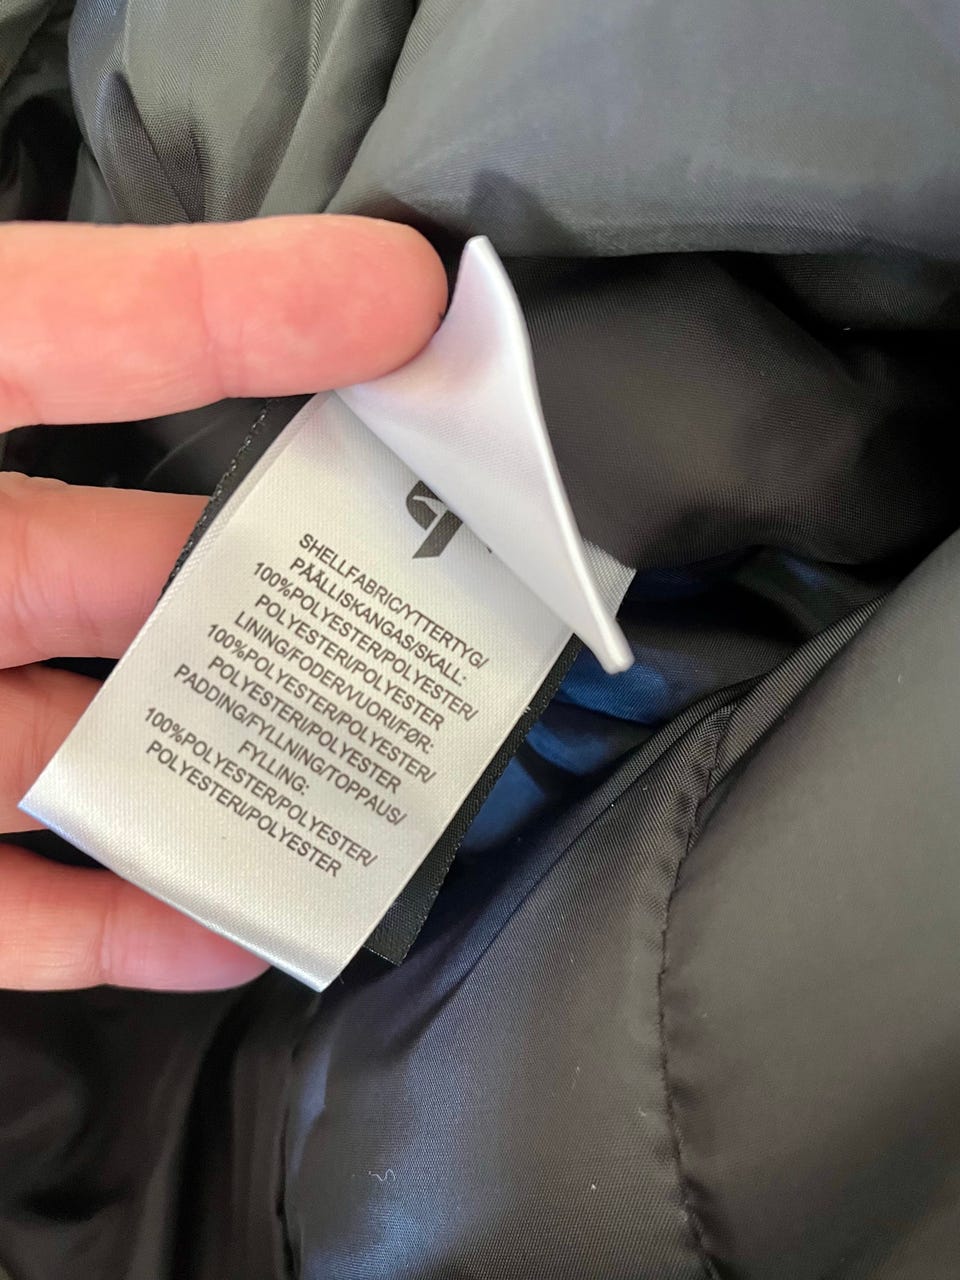 SHELLFABRIC/YTTERTYG/
PÄÄLLISKANGAS/SKALL:
100%POLYESTER/POLYESTER/
POLYESTERI/POLYESTER
LINING/FODER/VUORI/FØR:
100%POLYESTER/POLYESTER/
POLYESTERI/POLYESTER
PADDING/FYLLNING/TOPPAUS/
FYLLING:
100%POLYESTER/POLYESTER/
POLYESTERI/POLYESTER